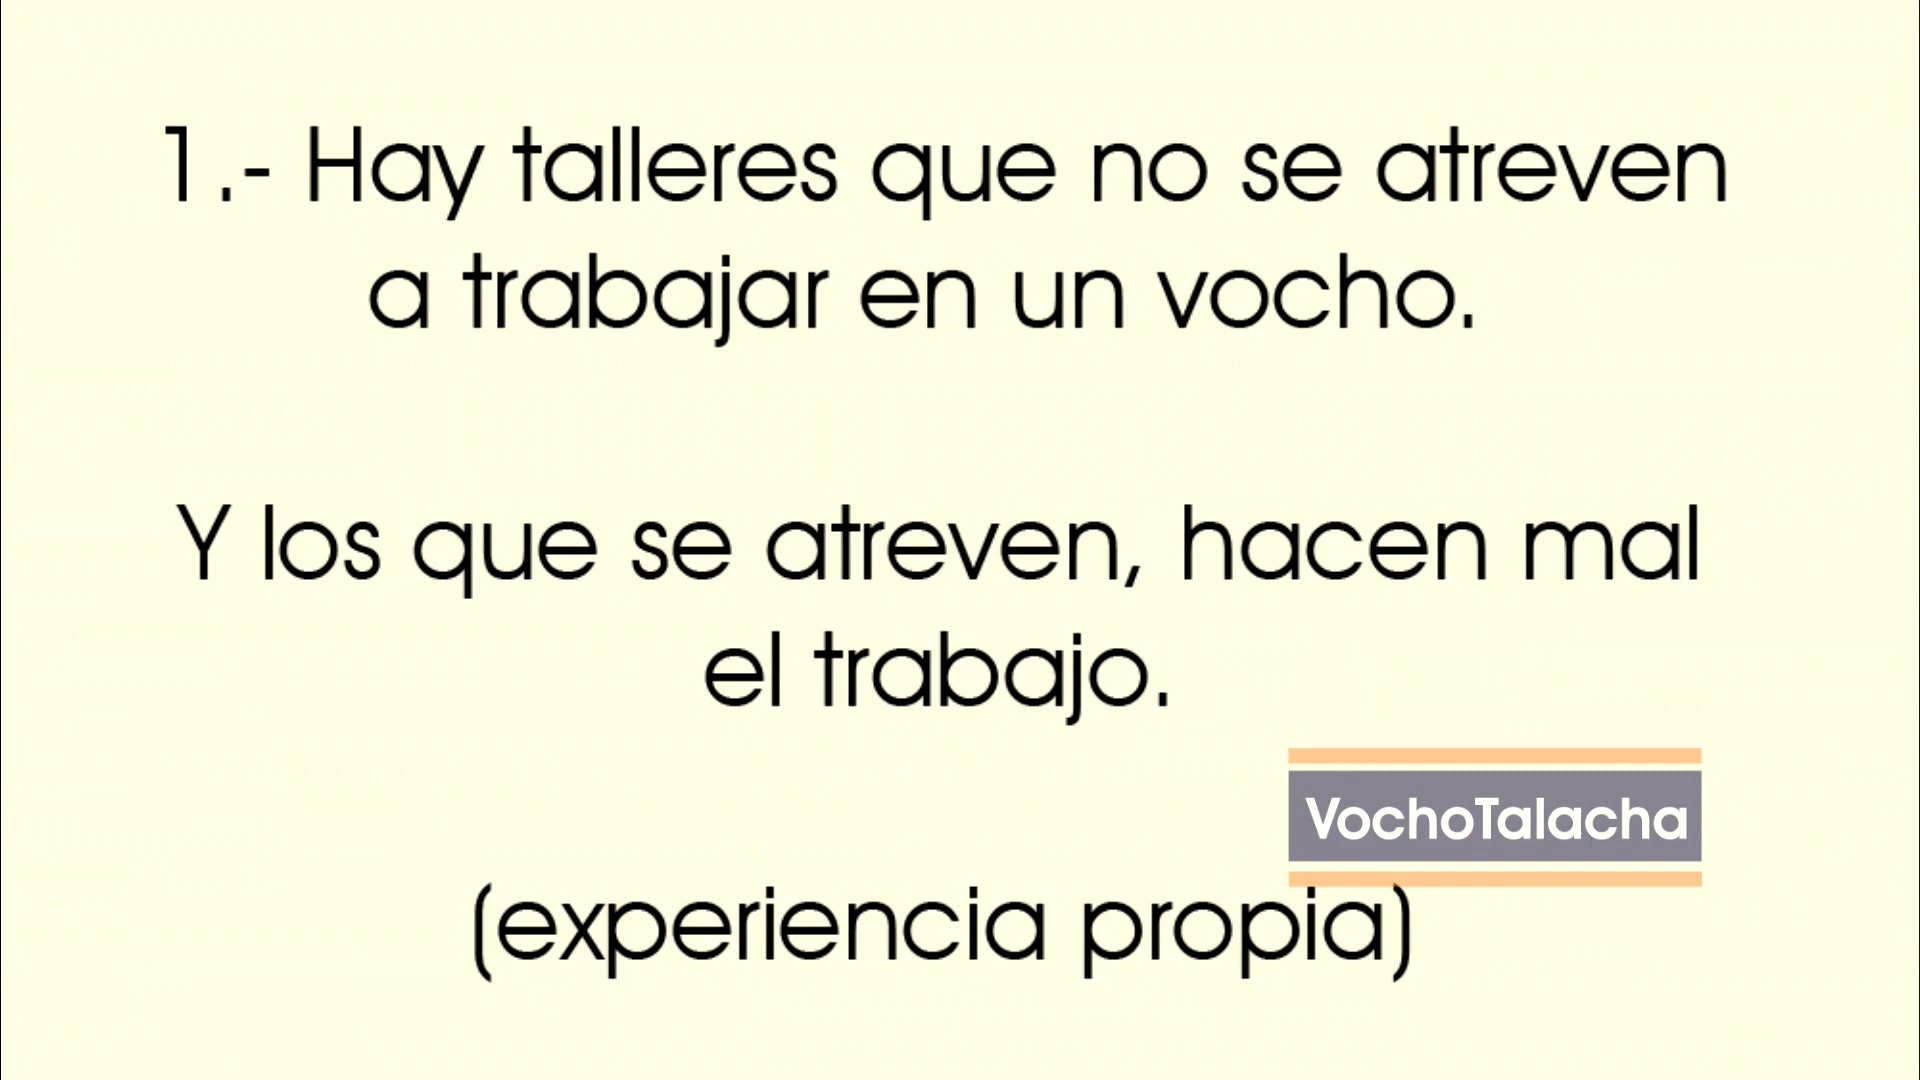 1.- Hay talleres que no se atreven
a trabajar en un vocho.
Y los que se atreven, hacen mal
el trabajo.
VochoTalacha
(experiencia propia)